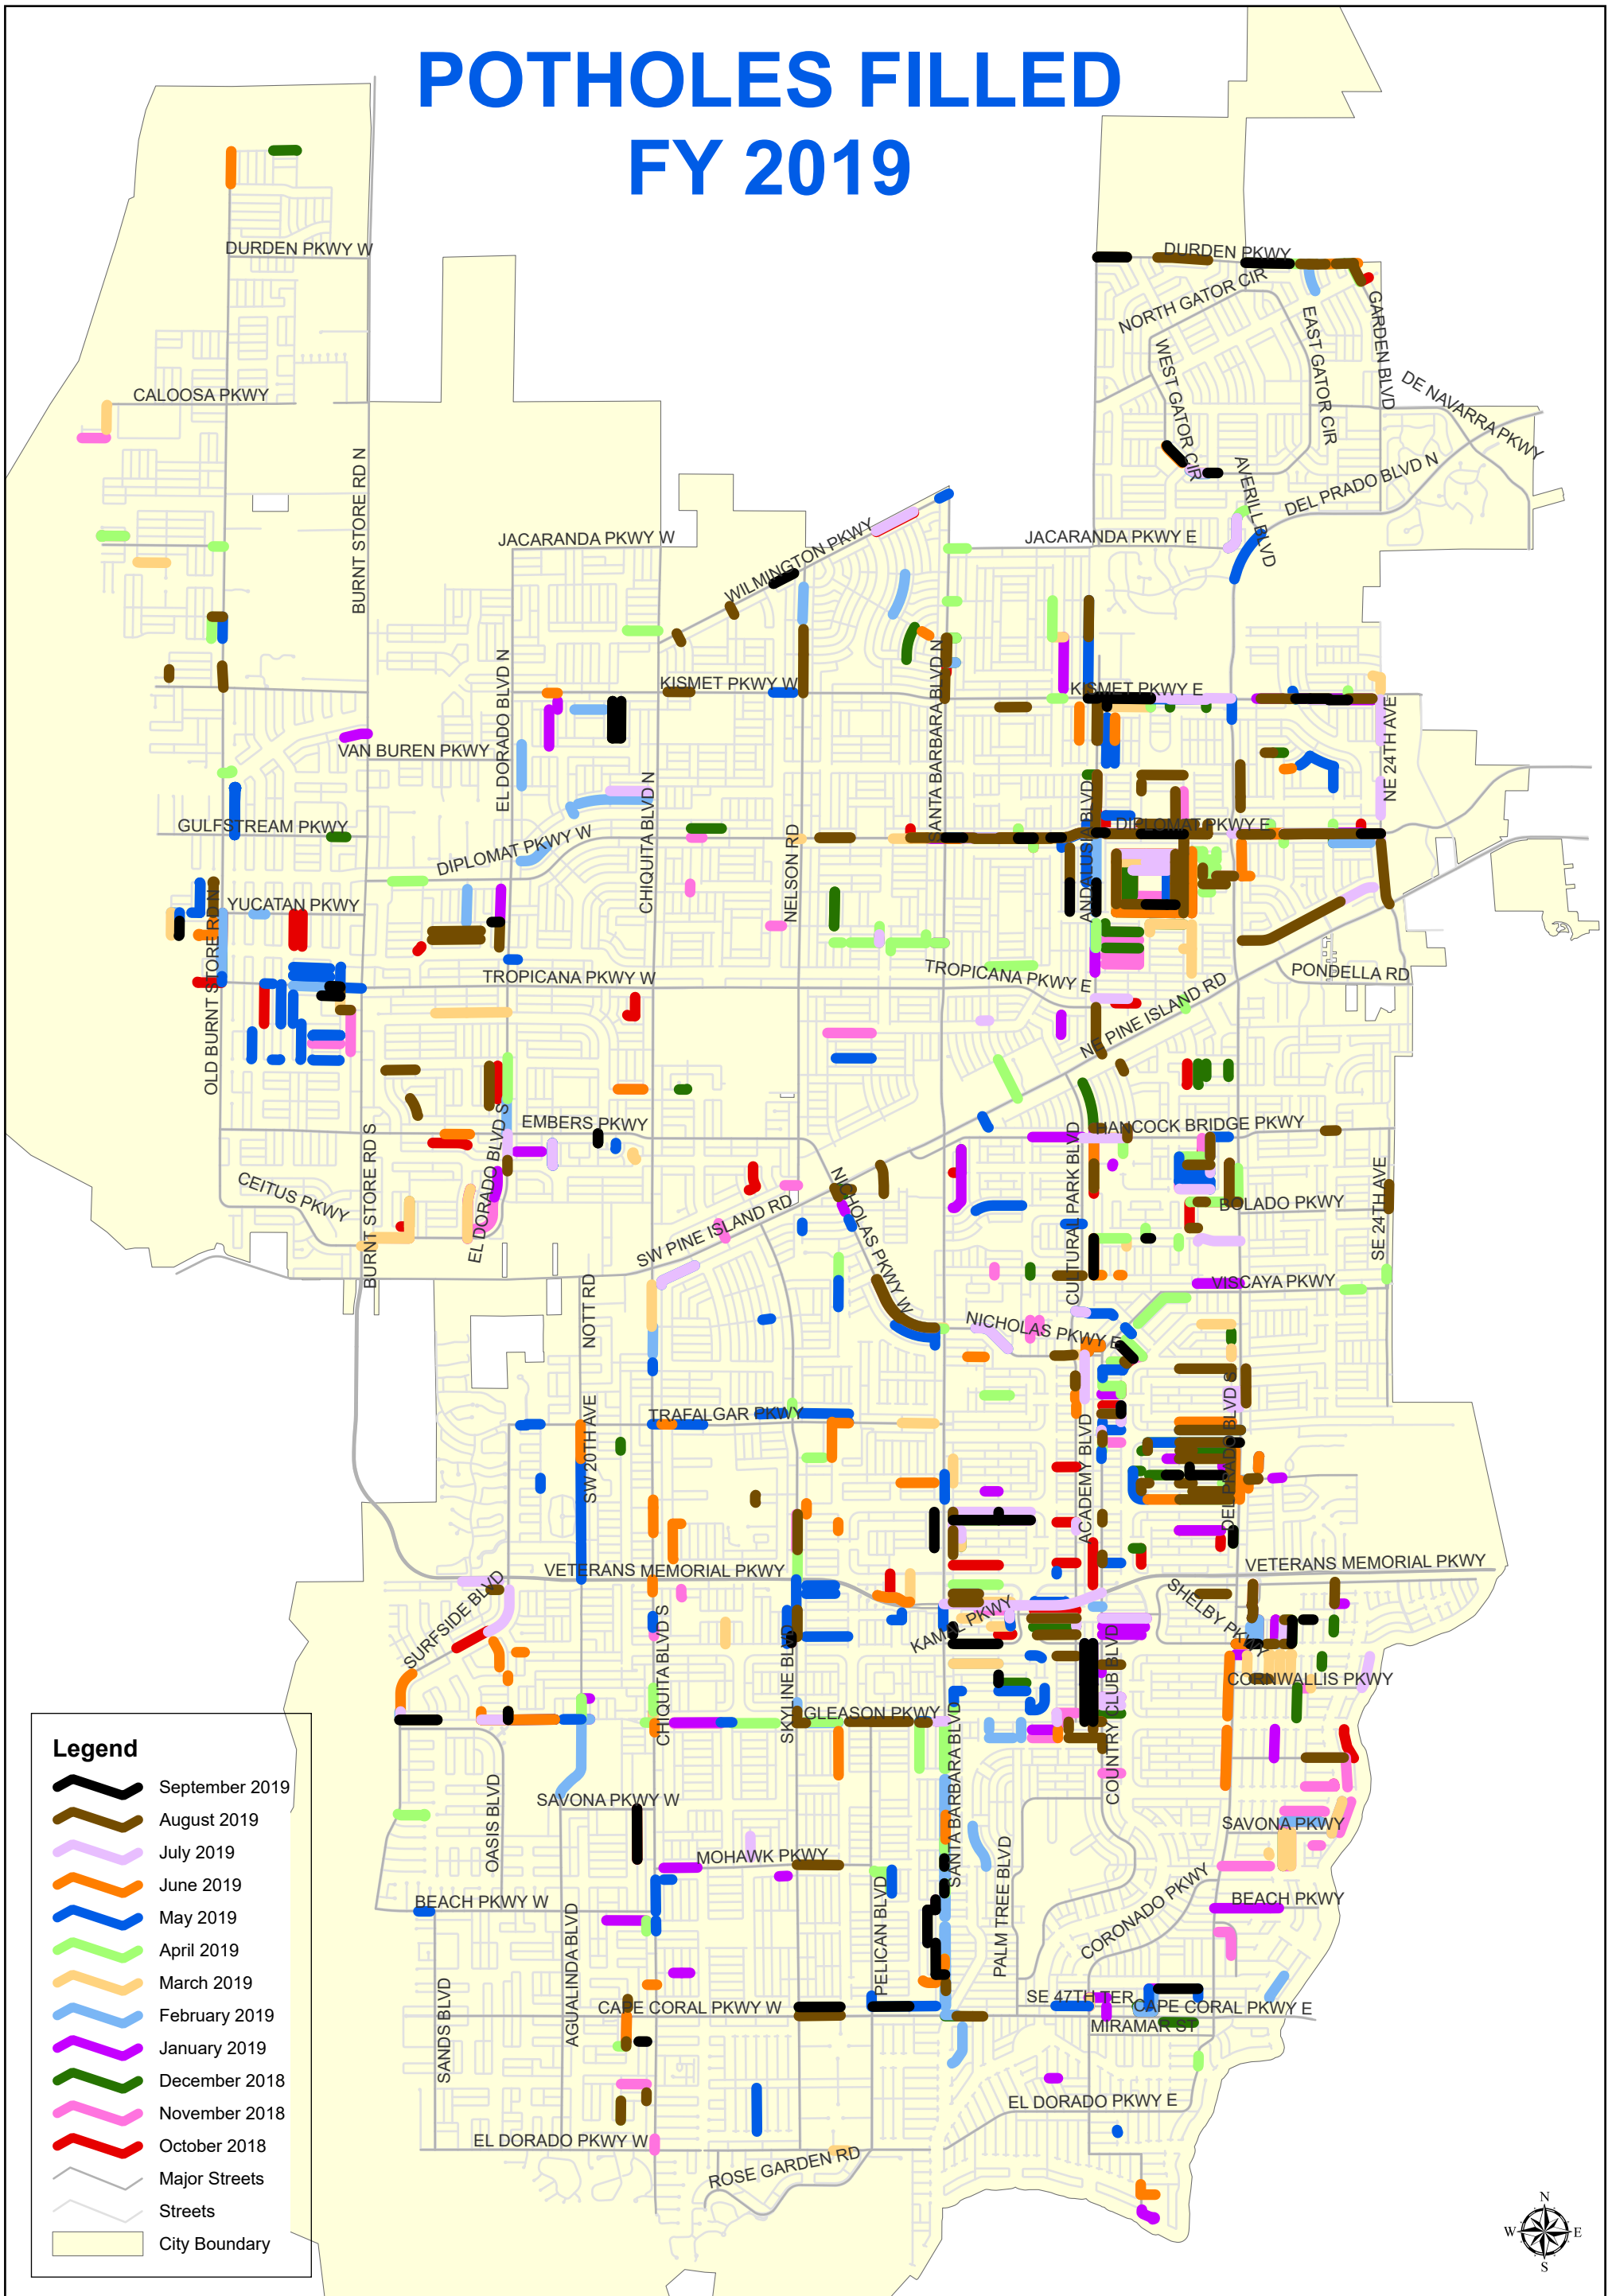 POTHOLES FILLED
FY 2019
DURDEN PKWY W
DURDEN PKWY
NORTH GATOR CIR
EAST GATOR CIR
GARDEN BLVD
WEST GATOR CIR
DE NAVARRA PKWY
CALOOSA PKWY
AVERILL BLVD
DEL PRADO BLVD N
BURNT STORE RD N
JACARANDA PKWY W
WILMINGTON PKWY
JACARANDA PKWY E
EL DORADO BLVD N
KISMET PKWY W
SANTA BARBARA BLVD N
KISMET PKWY E
NE 24TH AVE
VAN BUREN PKWY
CHIQUITA BLVD N
GULFSTREAM PKWY
DIPLOMAT PKWY W
NELSON RD
ANDALUSIA BLVD
DIPLOMAT PKWY E
YUCATAN PKWY
OLD BURNT STORE RD N
TROPICANA PKWY W
TROPICANA PKWY E
PONDELLA RD
NE PINE ISLAND RD
EMBERS PKWY
HANCOCK BRIDGE PKWY
CEITUS PKWY
BURNT STORE RD S
EL DORADO BLVD S
SW PINE ISLAND RD
NICHOLAS PKWY W
CULTURAL PARK BLVD
BOLADO PKWY
SE 24TH AVE
VISCAYA PKWY
NOTT RD
NICHOLAS PKWY E
TRAFALGAR PKWY
SW 20TH AVE
ACADEMY BLVD
DEL PRADO BLVD S
VETERANS MEMORIAL PKWY
VETERANS MEMORIAL PKWY
SURFSIDE BLVD
KAMAL PKWY
SHELBY PKWY
CHIQUITA BLVD S
SKYLINE BLVD
COUNTRY CLUB BLVD
CORNWALLIS PKWY
GLEASON PKWY
SANTA BARBARA BLVD
OASIS BLVD
SAVONA PKWY W
SAVONA PKWY
MOHAWK PKWY
PALM TREE BLVD
PELICAN BLVD
CORONADO PKWY
BEACH PKWY W
BEACH PKWY
AGUALINDA BLVD
SANDS BLVD
CAPE CORAL PKWY W
SE 47TH TER
CAPE CORAL PKWY E
MIRAMAR ST
EL DORADO PKWY E
EL DORADO PKWY W
ROSE GARDEN RD
Legend
September 2019
August 2019
July 2019
June 2019
May 2019
April 2019
March 2019
February 2019
January 2019
December 2018
November 2018
October 2018
Major Streets
Streets
City Boundary
N
W
E
S